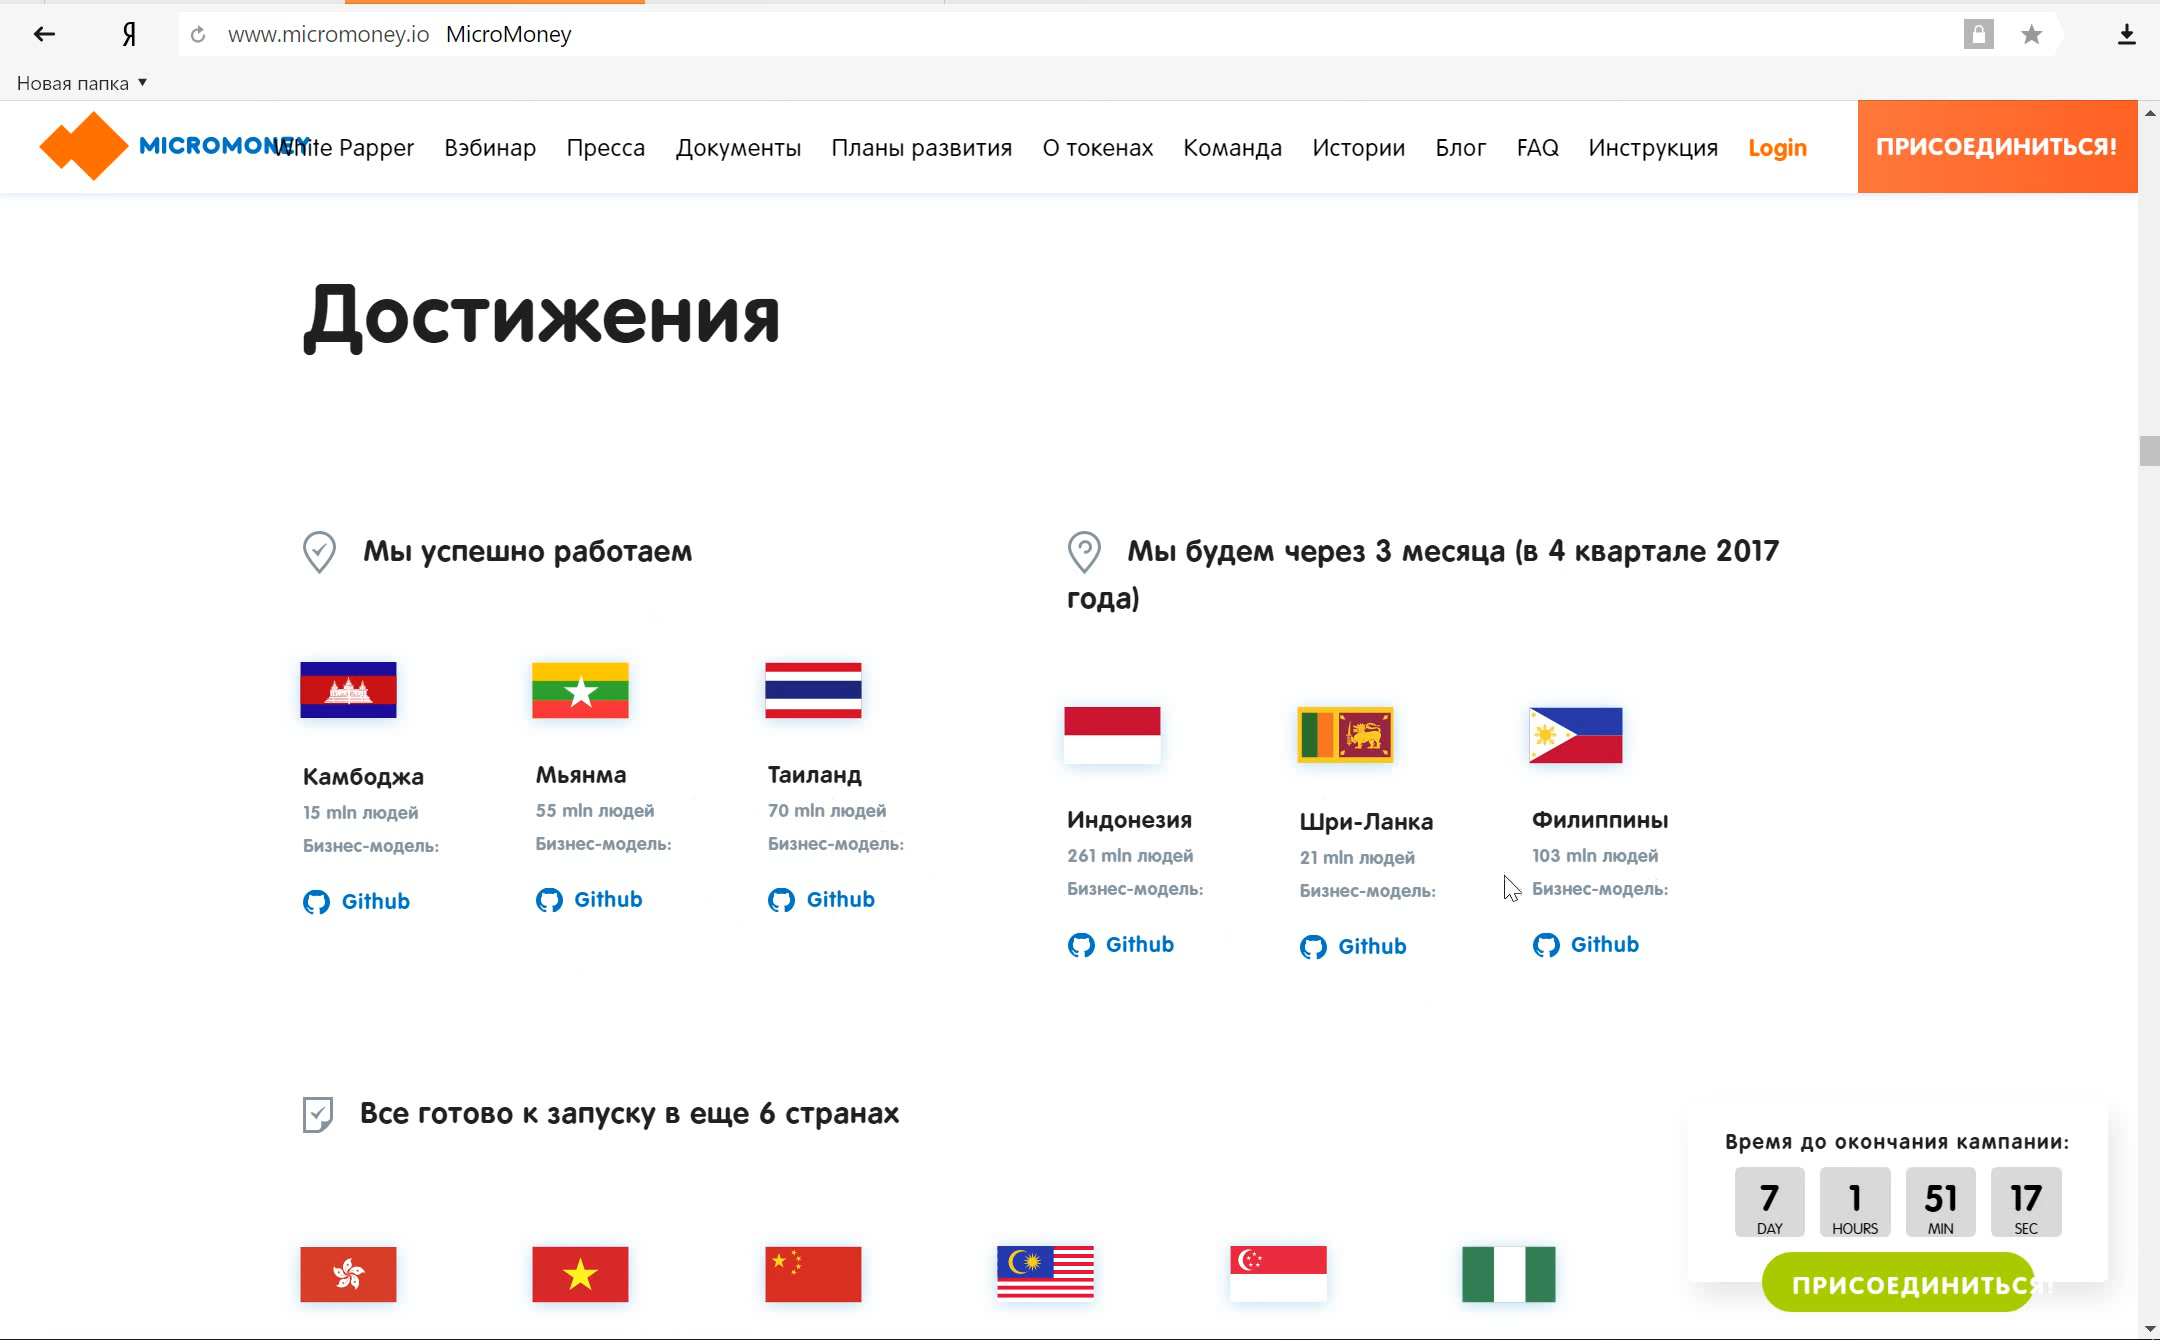 www.micromoney.io MicroMoney
Новая папка
MICROMONEY White Papper Вэбинар Пресса Документы Планы развития О токенах Команда Истории Блог FAQ Инструкция Login ПРИСОЕДИНИТЬСЯ!
Достижения
Мы успешно работаем
Мы будем через 3 месяца (в 4 квартале 2017
года)
Камбоджа
15 mln людей
Бизнес-модель:
Github
Мьянма
55 mln людей
Бизнес-модель:
Github
Таиланд
70 mln людей
Бизнес-модель:
Github
Индонезия
261 mln людей
Бизнес-модель:
Github
Шри-Ланка
21 mln людей
Бизнес-модель:
Github
Филиппины
103 mln людей
Бизнес-модель:
Github
Все готово к запуску в еще 6 странах
Время до окончания кампании:
7 1 51 17
DAY HOURS MIN SEC
ПРИСОЕДИНИТЬСЯ!